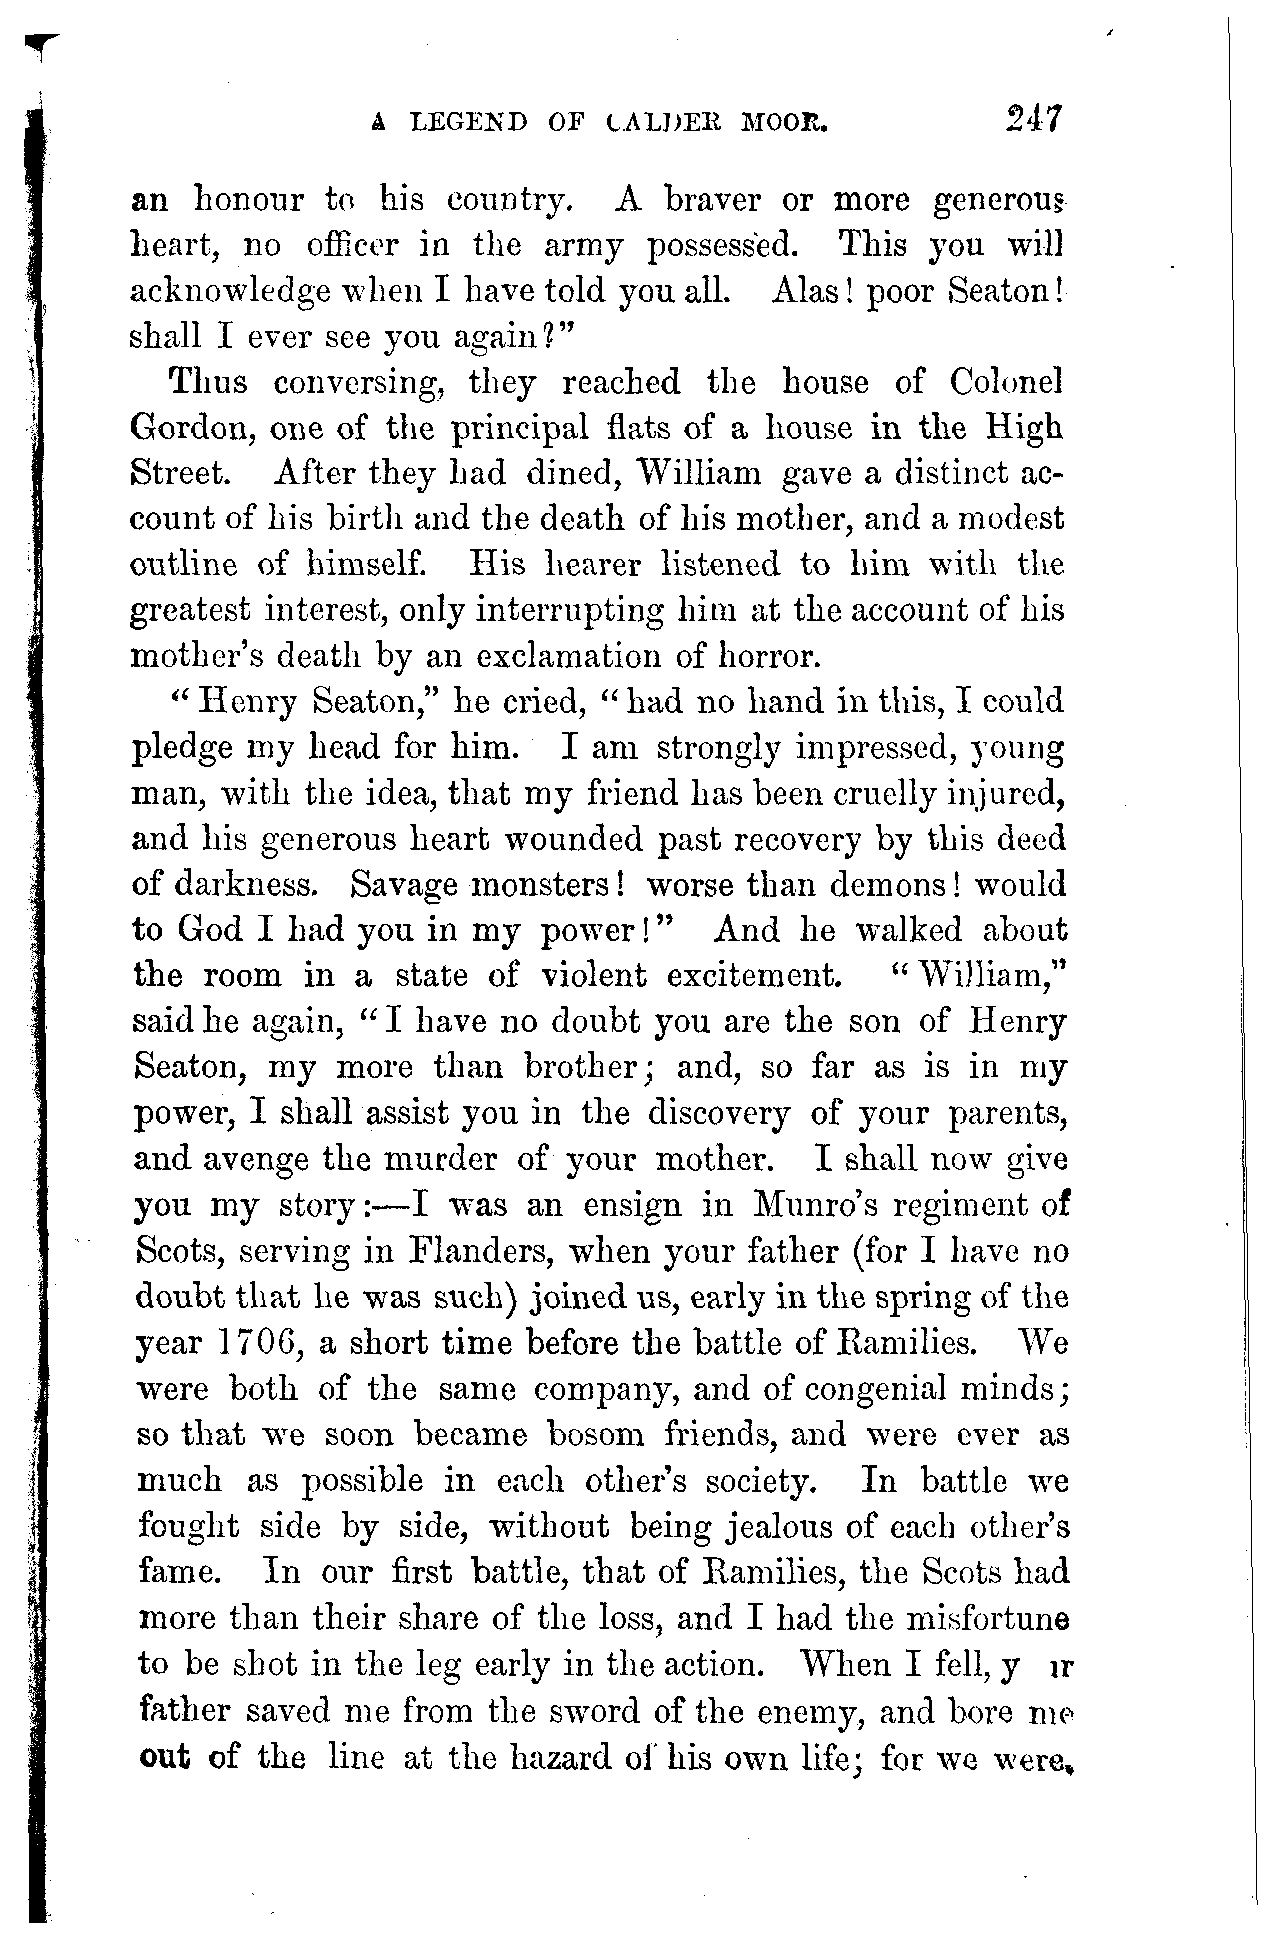 A LEGEND OF CALDER MOOR. 247
an honour to his country. A braver or more generous
heart, no officer in the army possessed. This you will
acknowledge when I have told you all. Alas! poor Seaton!
shall I ever see you again?"
Thus conversing, they reached the house of Colonel
Gordon, one of the principal flats of a house in the High
Street. After they had dined, William gave a distinct ac-
count of his birth and the death of his mother, and a modest
outline of himself. His hearer listened to him with the
greatest interest, only interrupting him at the account of his
mother's death by an exclamation of horror.
"Henry Seaton," he cried, "had no hand in this, I could
pledge my head for him. I am strongly impressed, young
man, with the idea, that my friend has been cruelly injured,
and his generous heart wounded past recovery by this deed
of darkness. Savage monsters! worse than demons! would
to God I had you in my power!" And he walked about
the room in a state of violent excitement. "William,"
said he again, "I have no doubt you are the son of Henry
Seaton, my more than brother; and, so far as is in my
power, I shall assist you in the discovery of your parents,
and avenge the murder of your mother. I shall now give
you my story:—I was an ensign in Munro's regiment of
Scots, serving in Flanders, when your father (for I have no
doubt that he was such) joined us, early in the spring of the
year 1706, a short time before the battle of Ramilies. We
were both of the same company, and of congenial minds;
so that we soon became bosom friends, and were ever as
much as possible in each other's society. In battle we
fought side by side, without being jealous of each other's
fame. In our first battle, that of Ramilies, the Scots had
more than their share of the loss, and I had the misfortune
to be shot in the leg early in the action. When I fell, y ır
father saved me from the sword of the enemy, and bore me
out of the line at the hazard of his own life; for we were,